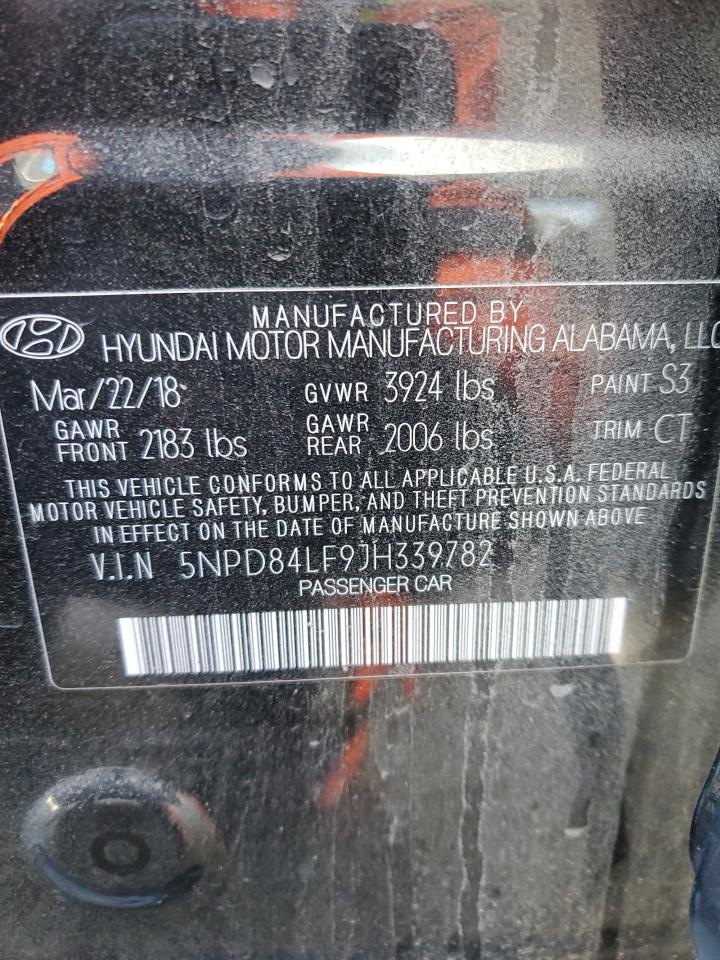 MANUFACTURED BY
HYUNDAI MOTOR MANUFACTURING ALABAMA, LLC
Mar/22/18 GVWR 3924 lbs PAINT S3
GAWR FRONT 2183 lbs GAWR REAR 2006 lbs TRIM CT
THIS VEHICLE CONFORMS TO ALL APPLICABLE U.S.A. FEDERAL
MOTOR VEHICLE SAFETY, BUMPER, AND THEFT PREVENTION STANDARDS
IN EFFECT ON THE DATE OF MANUFACTURE SHOWN ABOVE
V.I.N 5NPD84LF9JH339782
PASSENGER CAR